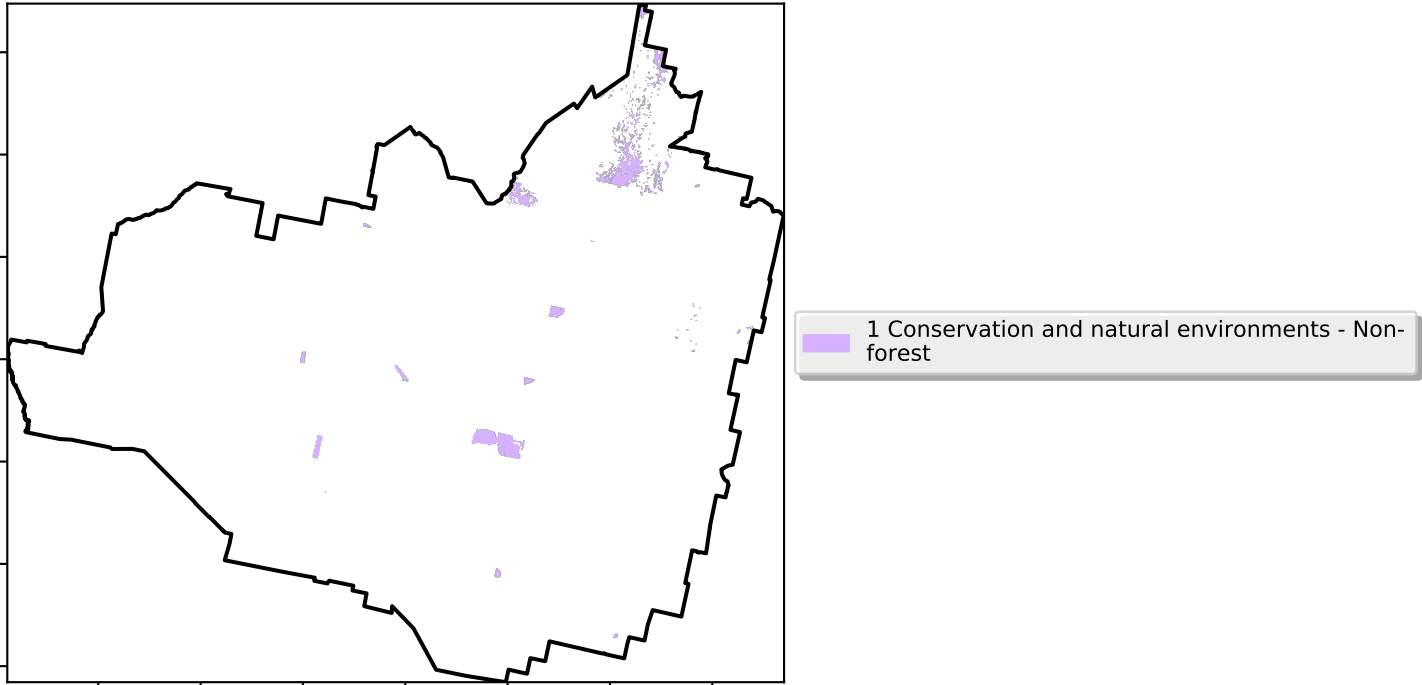 1 Conservation and natural environments - Non-
forest